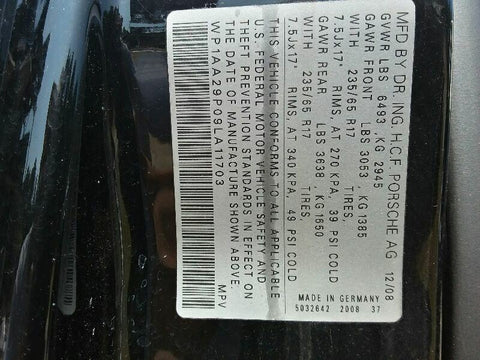 MFD BY DR. ING. H.C.F. PORSCHE AG 12/08
GVWR LBS 6493, KG 2945
GAWR FRONT LBS 3053 KG1385
WITH 235/65 R17 TIRES,
7.5Jx17" RIMS, AT 270 KPA, 39 PSI COLD
GAWR REAR LBS 3638 KG1650
WITH 235/65 R17 TIRES,
7.5Jx17" RIMS, AT 340 KPA, 49 PSI COLD
THIS VEHICLE CONFORMS TO ALL APPLICABLE
U.S. FEDERAL MOTOR VEHICLE SAFETY AND
THEFT PREVENTION STANDARDS IN EFFECT ON
THE DATE OF MANUFACTURE SHOWN ABOVE.
WP1AA29P09LA11703 MPV
MADE IN GERMANY
5032642 2008 37